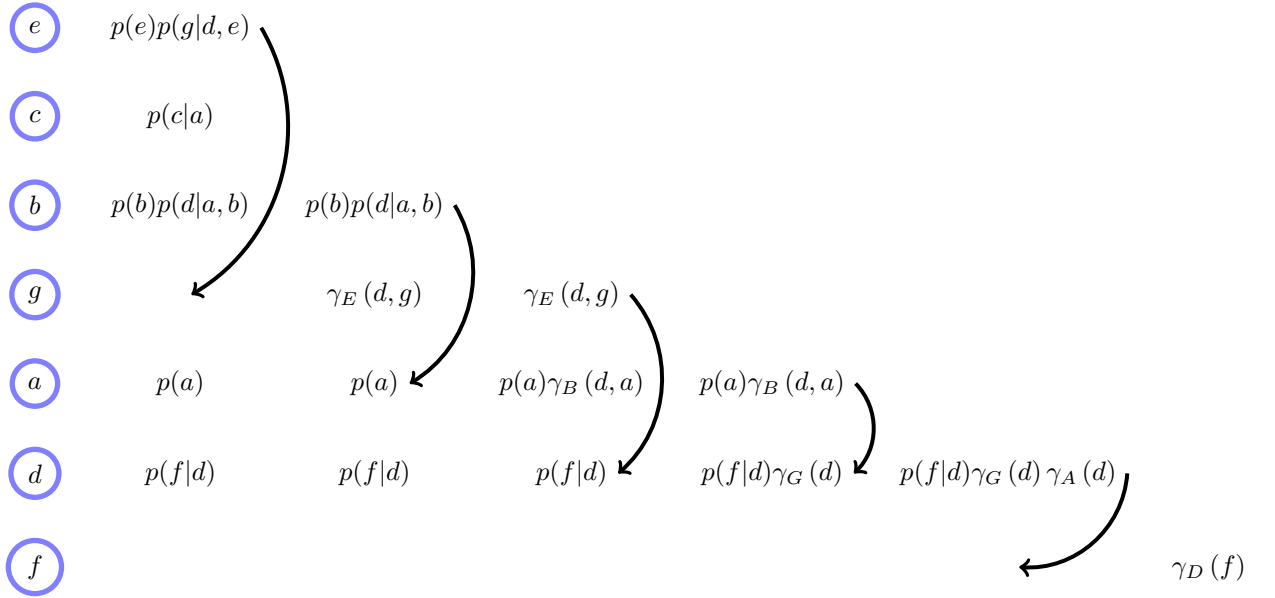 e p(e)p(g|d, e)
c p(c|a)
b p(b)p(d|a, b) p(b)p(d|a, b)
g γ_E (d, g) γ_E (d, g)
a p(a) p(a) p(a)γ_B (d, a) p(a)γ_B (d, a)
d p(f|d) p(f|d) p(f|d) p(f|d)γ_G (d) p(f|d)γ_G (d) γ_A (d)
f γ_D (f)